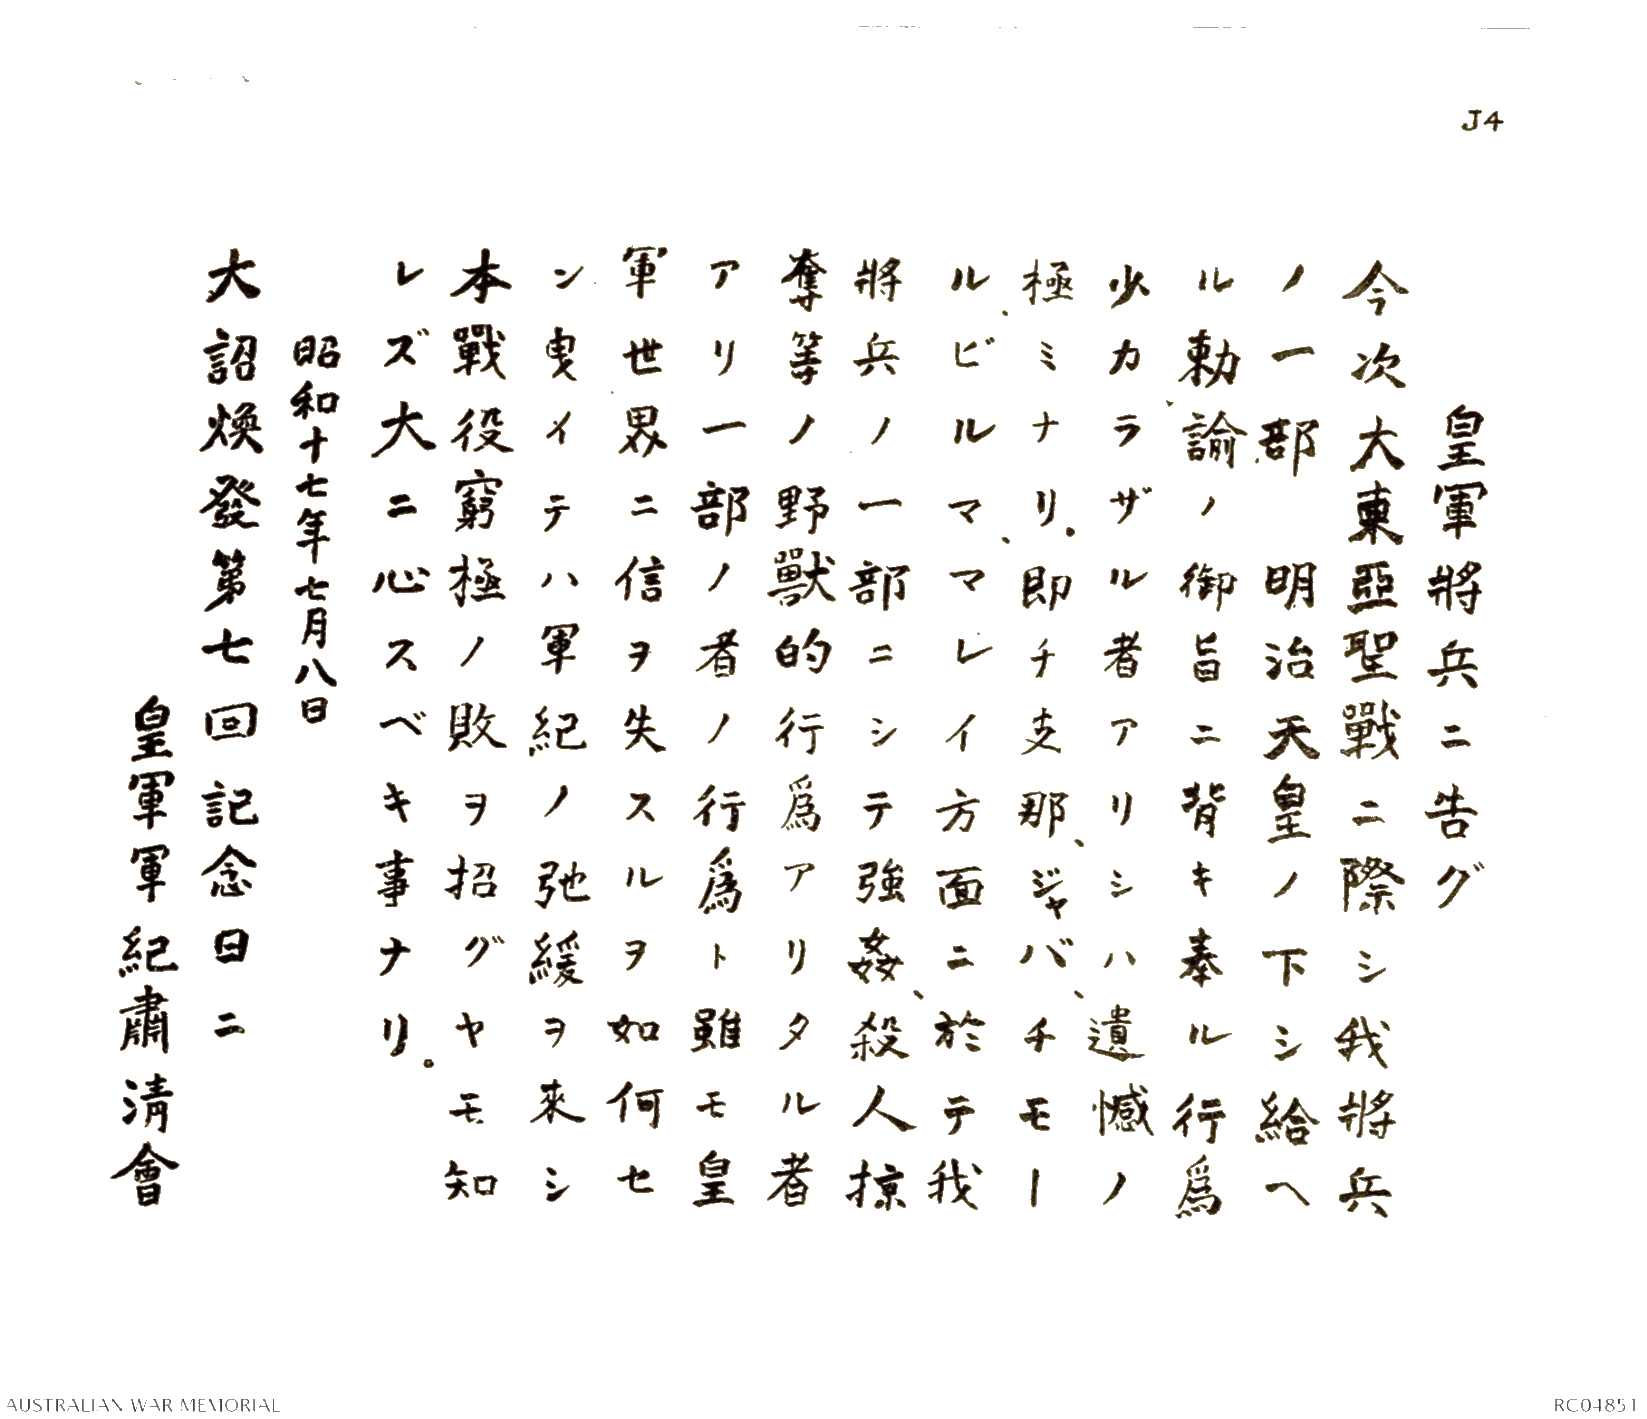 J4
皇軍將兵ニ告グ
今次大東亞聖戰ニ際シ我將兵
ノ一部 明治天皇ノ下シ給ヘ
ル勅諭ノ御旨ニ背キ奉ル行爲
少カラザル者アリシハ、遺憾ノ
極ミナリ。即チ支那、ジャバ、チモー
ル、ビルマ、マレイ方面ニ於テ我
將兵ノ一部ニシテ強姦、殺人掠
奪等ノ野獸的行爲アリタル者
アリ一部ノ者ノ行爲ト雖モ皇
軍世界ニ信ヲ失スルヲ如何セ
ン曳イテハ軍紀ノ弛緩ヲ來シ
本戰役窮極ノ敗ヲ招グヤモ知
レズ大ニ心スベキ事ナリ。
昭和十七年七月八日
大詔煥發第七回記念日ニ
皇軍軍紀肅清會
AUSTRALIAN WAR MEMORIAL
RC04851